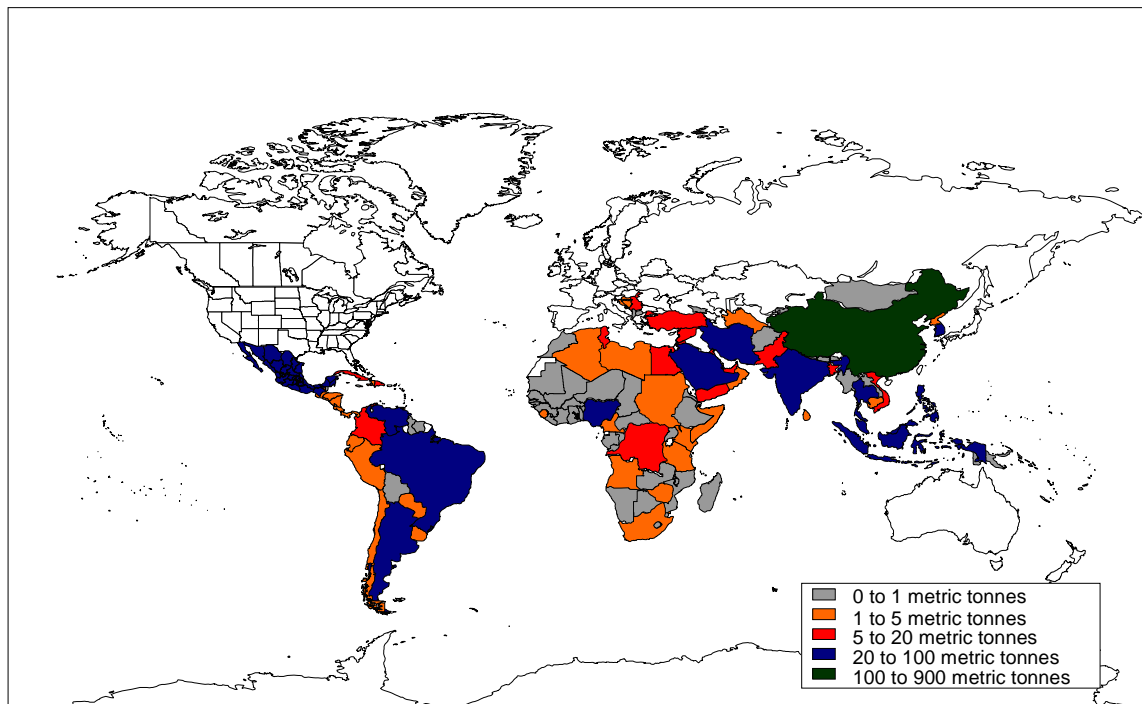 0 to 1 metric tonnes
1 to 5 metric tonnes
5 to 20 metric tonnes
20 to 100 metric tonnes
100 to 900 metric tonnes